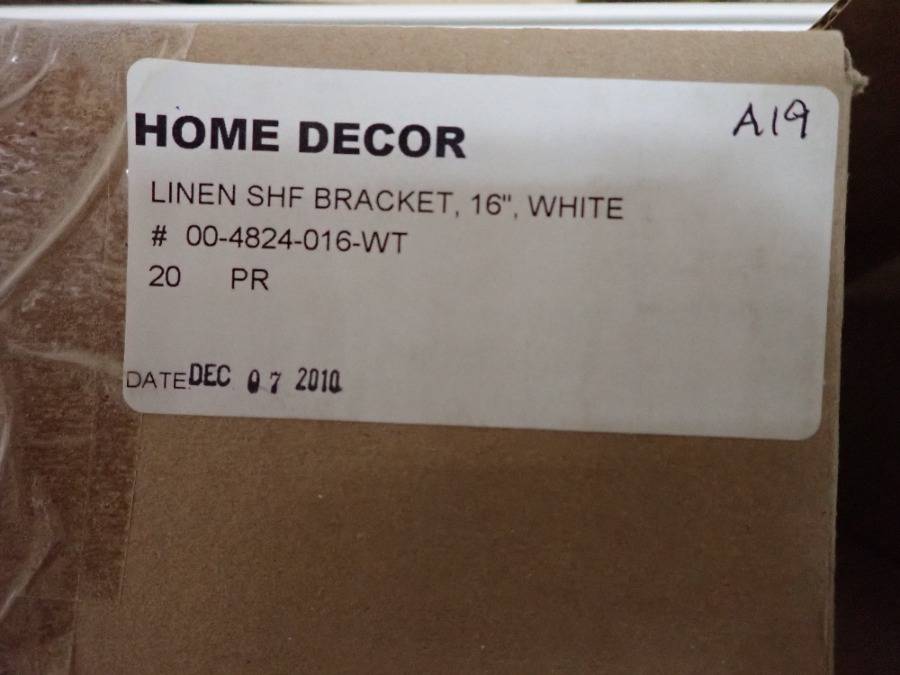 HOME DECOR
A19
LINEN SHF BRACKET, 16", WHITE
# 00-4824-016-WT
20 PR
DATE: DEC 07 2010